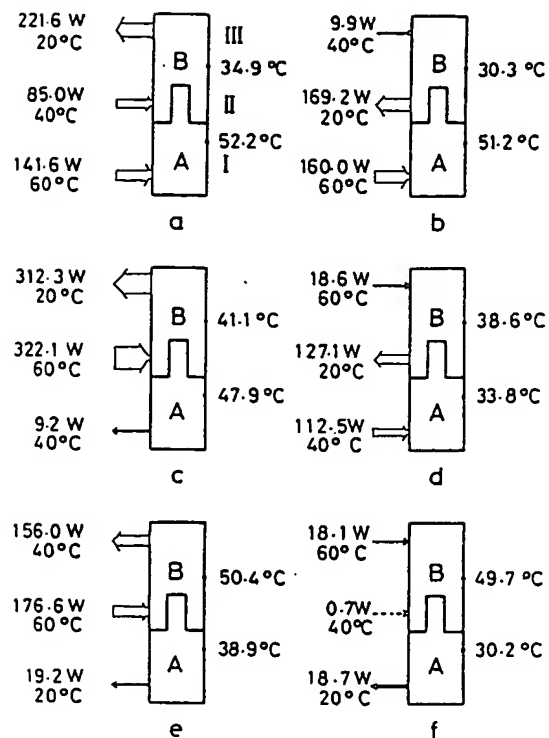 221.6 W
20°C
85.0W
40°C
141.6 W
60°C
III
B
34.9 °C
II
52.2 °C
A
I
a
9.9W
40°C
169.2 W
20°C
160.0 W
60°C
B
30.3 °C
51.2 °C
A
b
312.3 W
20°C
322.1 W
60°C
9.2 W
40°C
B
41.1 °C
47.9°C
A
c
18.6 W
60°C
127.1W
20°C
112.5W
40°C
B
38.6 °C
33.8 °C
A
d
156.0 W
40°C
176.6 W
60°C
19.2 W
20°C
B
50.4 °C
38.9°C
A
e
18.1 W
60°C
0.7W
40°C
18.7 W
20°C
B
49.7 °C
30.2 °C
A
f